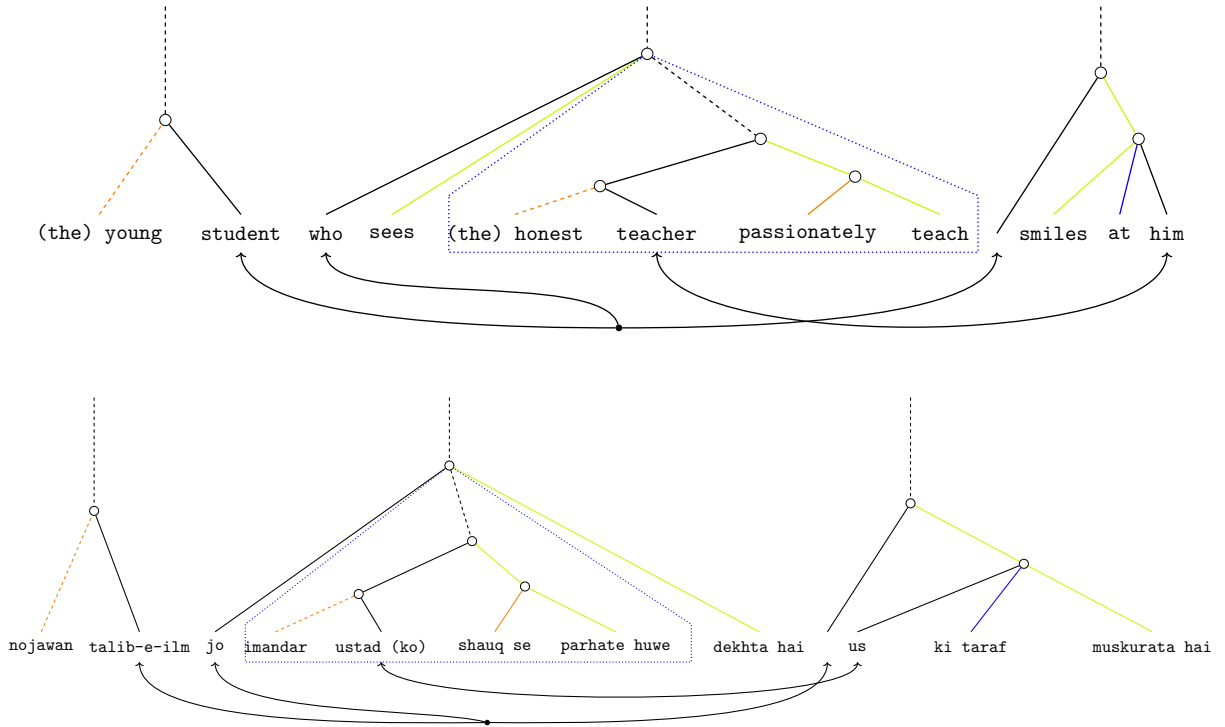 (the) young student who sees (the) honest teacher passionately teach smiles at him
nojawan talib-e-ilm jo imandar ustad (ko) shauq se parhate huwe dekhta hai us ki taraf muskurata hai